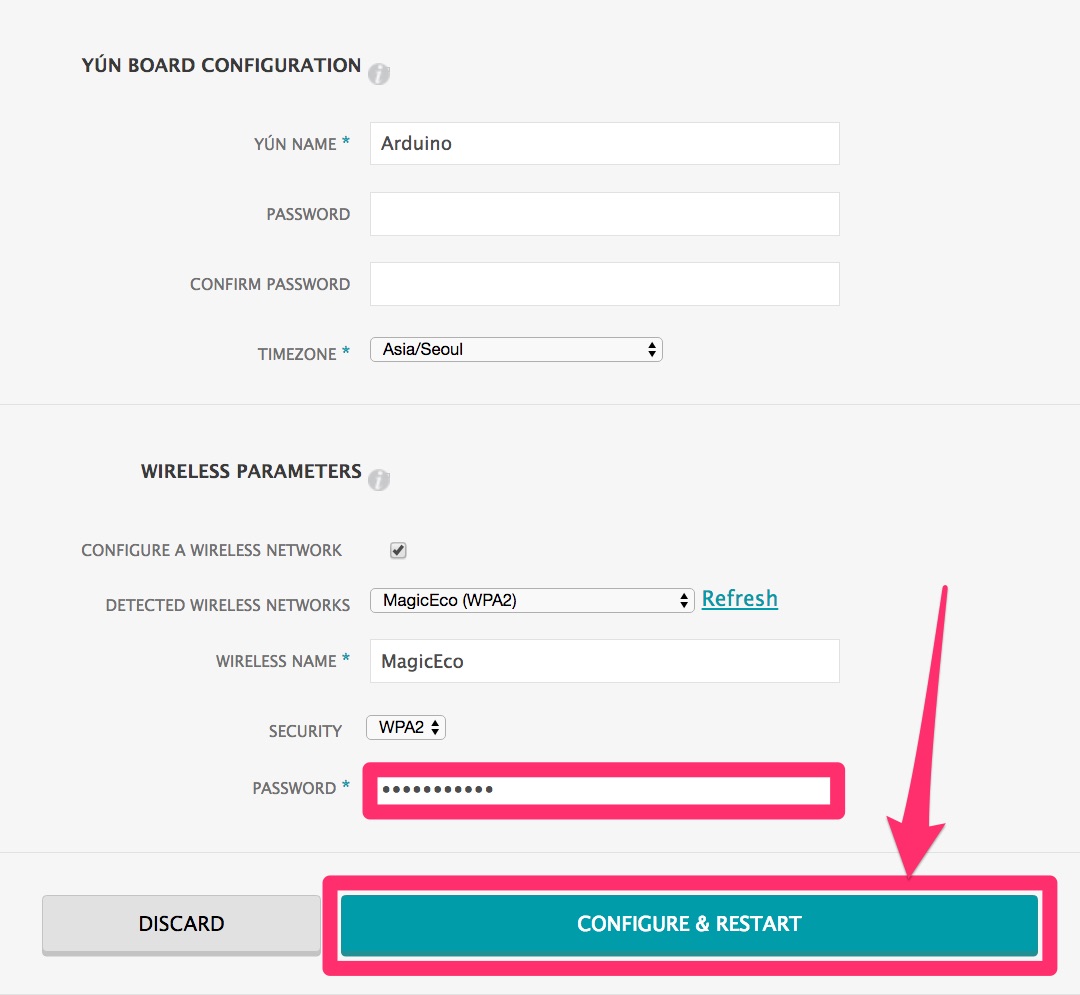 YÚN BOARD CONFIGURATION i
YÚN NAME * Arduino
PASSWORD
CONFIRM PASSWORD
TIMEZONE * Asia/Seoul
WIRELESS PARAMETERS i
CONFIGURE A WIRELESS NETWORK
DETECTED WIRELESS NETWORKS MagicEco (WPA2) Refresh
WIRELESS NAME * MagicEco
SECURITY WPA2
PASSWORD * •••••••••••
DISCARD CONFIGURE & RESTART